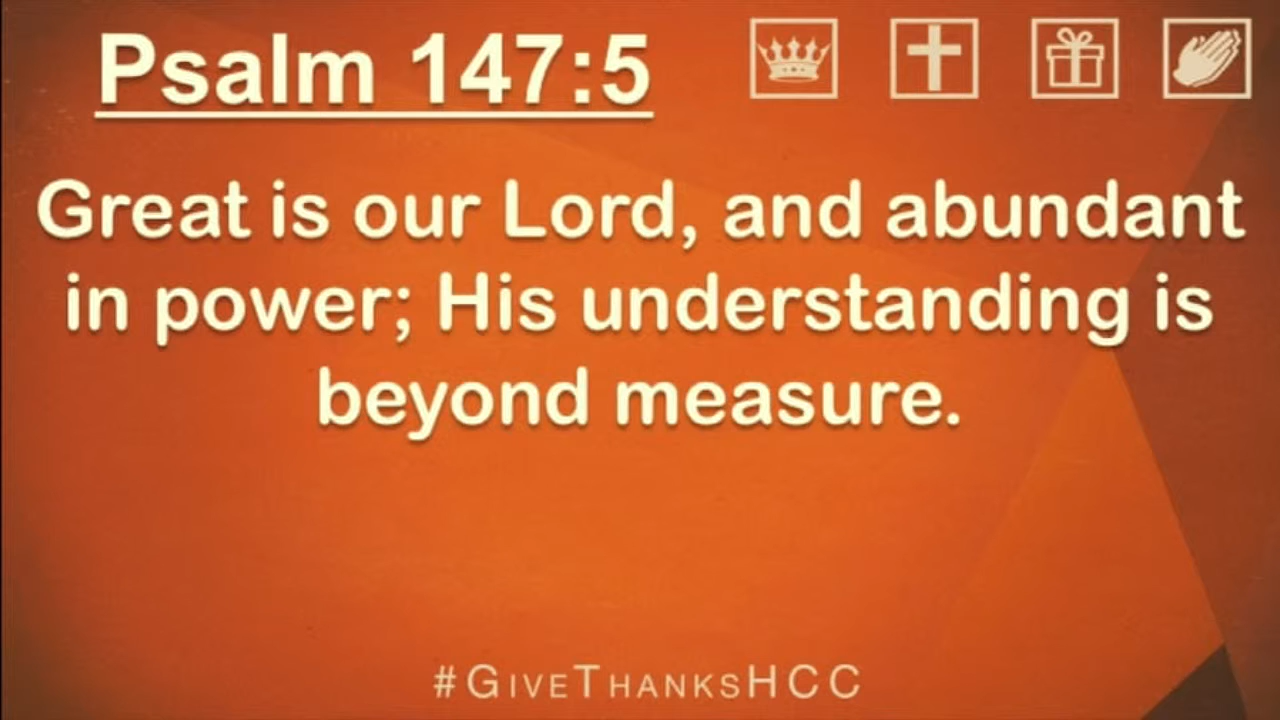 Psalm 147:5
Great is our Lord, and abundant
in power; His understanding is
beyond measure.
#GIVETHANKSHCC